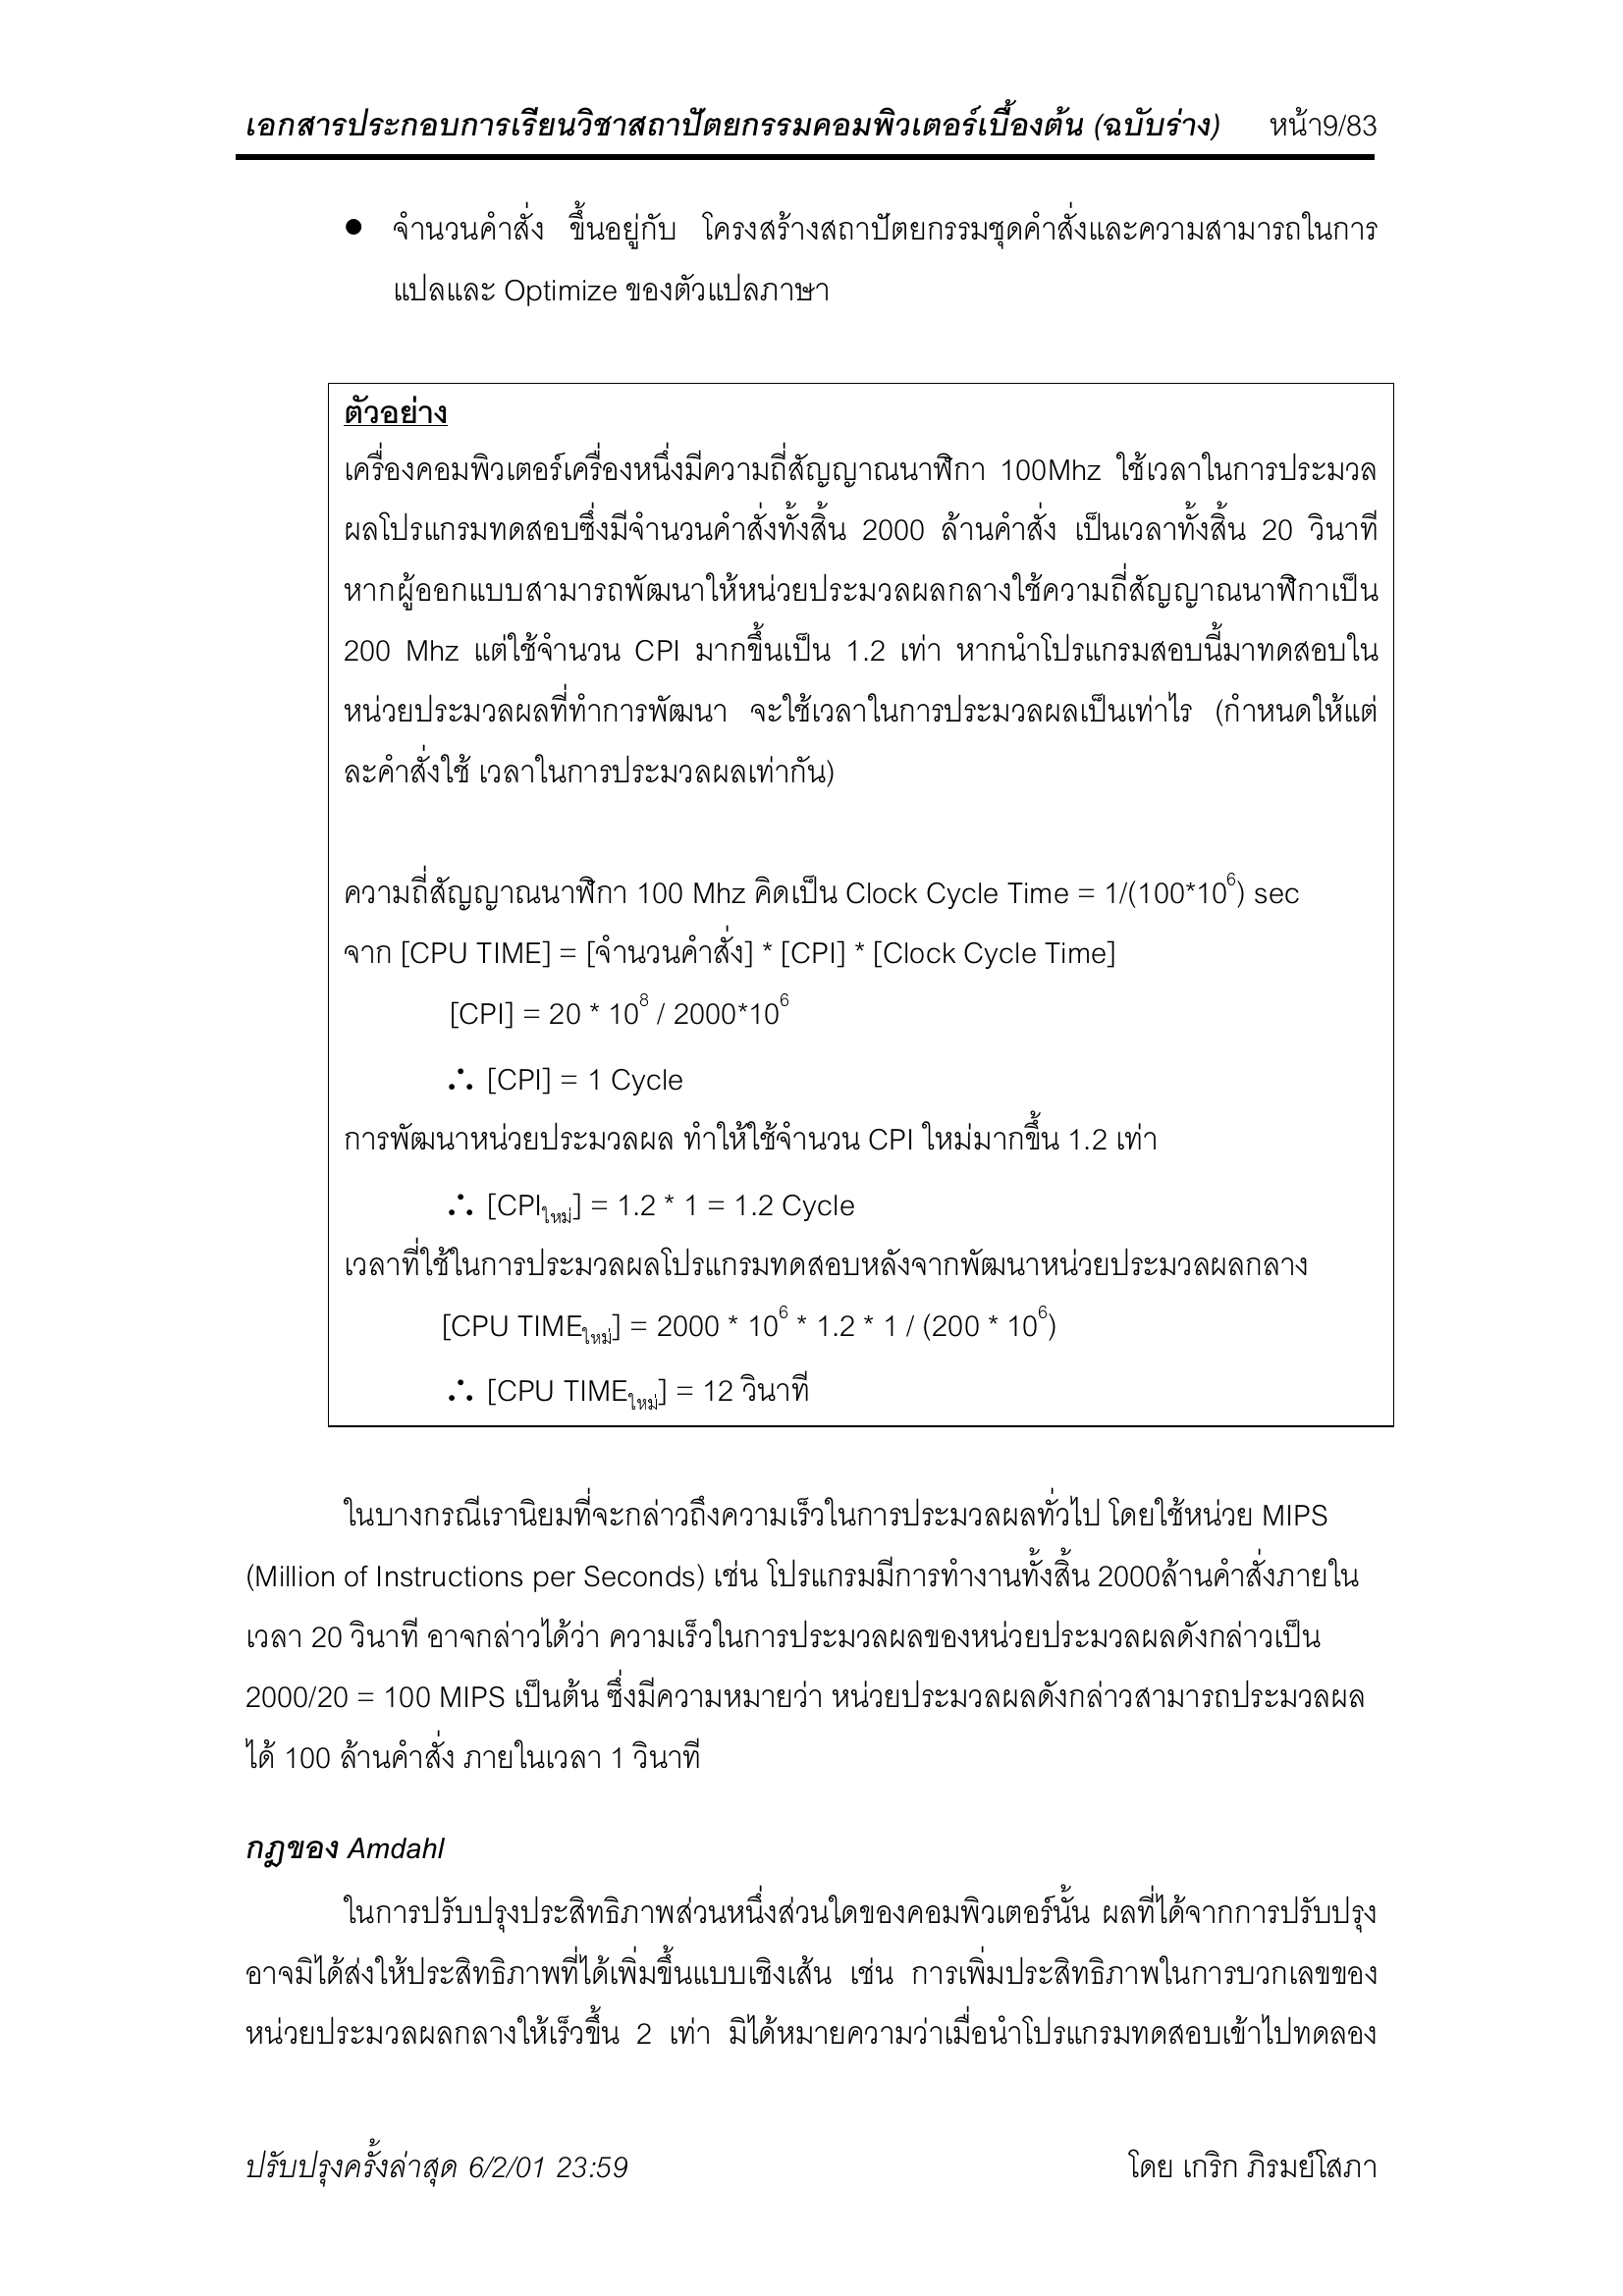 เอกสารประกอบการเรียนวิชาสถาปัตยกรรมคอมพิวเตอร์เบื้องต้น (ฉบับร่าง) หน้า9/83
● จำนวนคำสั่ง ขึ้นอยู่กับ โครงสร้างสถาปัตยกรรมชุดคำสั่งและความสามารถในการ
แปลและ Optimize ของตัวแปลภาษา
ตัวอย่าง
เครื่องคอมพิวเตอร์เครื่องหนึ่งมีความถี่สัญญาณนาฬิกา 100Mhz ใช้เวลาในการประมวล
ผลโปรแกรมทดสอบซึ่งมีจำนวนคำสั่งทั้งสิ้น 2000 ล้านคำสั่ง เป็นเวลาทั้งสิ้น 20 วินาที
หากผู้ออกแบบสามารถพัฒนาให้หน่วยประมวลผลกลางใช้ความถี่สัญญาณนาฬิกาเป็น
200 Mhz แต่ใช้จำนวน CPI มากขึ้นเป็น 1.2 เท่า หากนำโปรแกรมสอบนี้มาทดสอบใน
หน่วยประมวลผลที่ทำการพัฒนา จะใช้เวลาในการประมวลผลเป็นเท่าไร (กำหนดให้แต่
ละคำสั่งใช้ เวลาในการประมวลผลเท่ากัน)
ความถี่สัญญาณนาฬิกา 100 Mhz คิดเป็น Clock Cycle Time = 1/(100*10⁶) sec
จาก [CPU TIME] = [จำนวนคำสั่ง] * [CPI] * [Clock Cycle Time]
[CPI] = 20 * 10⁸ / 2000*10⁶
∴ [CPI] = 1 Cycle
การพัฒนาหน่วยประมวลผล ทำให้ใช้จำนวน CPI ใหม่มากขึ้น 1.2 เท่า
∴ [CPIใหม่] = 1.2 * 1 = 1.2 Cycle
เวลาที่ใช้ในการประมวลผลโปรแกรมทดสอบหลังจากพัฒนาหน่วยประมวลผลกลาง
[CPU TIMEใหม่] = 2000 * 10⁶ * 1.2 * 1 / (200 * 10⁶)
∴ [CPU TIMEใหม่] = 12 วินาที
ในบางกรณีเรานิยมที่จะกล่าวถึงความเร็วในการประมวลผลทั่วไป โดยใช้หน่วย MIPS
(Million of Instructions per Seconds) เช่น โปรแกรมมีการทำงานทั้งสิ้น 2000ล้านคำสั่งภายใน
เวลา 20 วินาที อาจกล่าวได้ว่า ความเร็วในการประมวลผลของหน่วยประมวลผลดังกล่าวเป็น
2000/20 = 100 MIPS เป็นต้น ซึ่งมีความหมายว่า หน่วยประมวลผลดังกล่าวสามารถประมวลผล
ได้ 100 ล้านคำสั่ง ภายในเวลา 1 วินาที
กฎของ Amdahl
ในการปรับปรุงประสิทธิภาพส่วนหนึ่งส่วนใดของคอมพิวเตอร์นั้น ผลที่ได้จากการปรับปรุง
อาจมิได้ส่งให้ประสิทธิภาพที่ได้เพิ่มขึ้นแบบเชิงเส้น เช่น การเพิ่มประสิทธิภาพในการบวกเลขของ
หน่วยประมวลผลกลางให้เร็วขึ้น 2 เท่า มิได้หมายความว่าเมื่อนำโปรแกรมทดสอบเข้าไปทดลอง
ปรับปรุงครั้งล่าสุด 6/2/01 23:59 โดย เกริก ภิรมย์โสภา